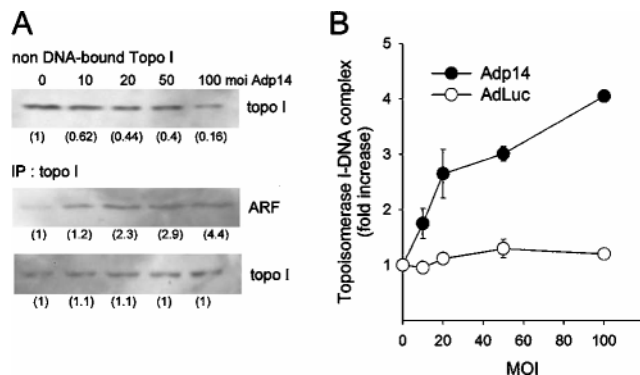 A
non DNA-bound Topo I
0 10 20 50 100 moi Adp14
topo I
(1) (0.62) (0.44) (0.4) (0.16)
IP : topo I
ARF
(1) (1.2) (2.3) (2.9) (4.4)
topo I
(1) (1.1) (1.1) (1) (1)
B
Topoisomerase I-DNA complex
(fold increase)
5
4
3
2
1
Adp14
AdLuc
0 20 40 60 80 100
MOI